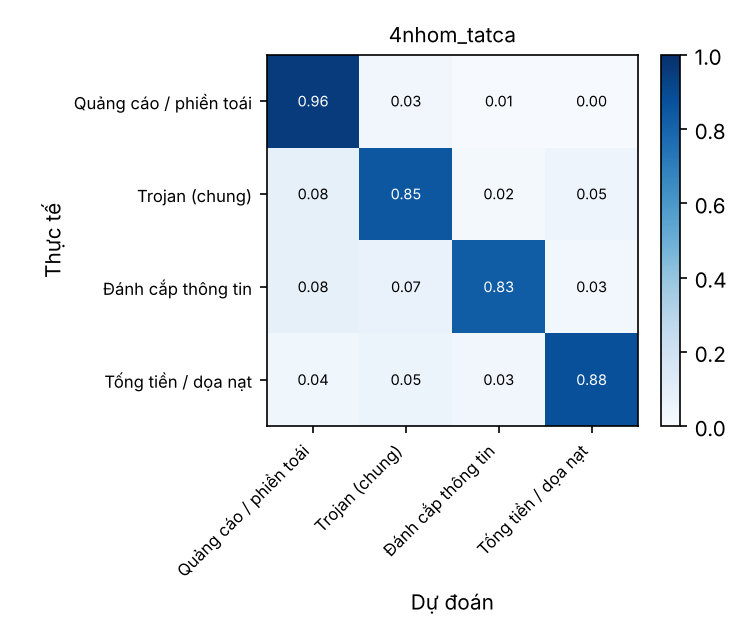 4nhom_tatca
Thực tế
Quảng cáo / phiền toái
0.96 0.03 0.01 0.00
Trojan (chung)
0.08 0.85 0.02 0.05
Đánh cắp thông tin
0.08 0.07 0.83 0.03
Tống tiền / dọa nạt
0.04 0.05 0.03 0.88
Quảng cáo / phiền toái
Trojan (chung)
Đánh cắp thông tin
Tống tiền / dọa nạt
Dự đoán
1.0
0.8
0.6
0.4
0.2
0.0